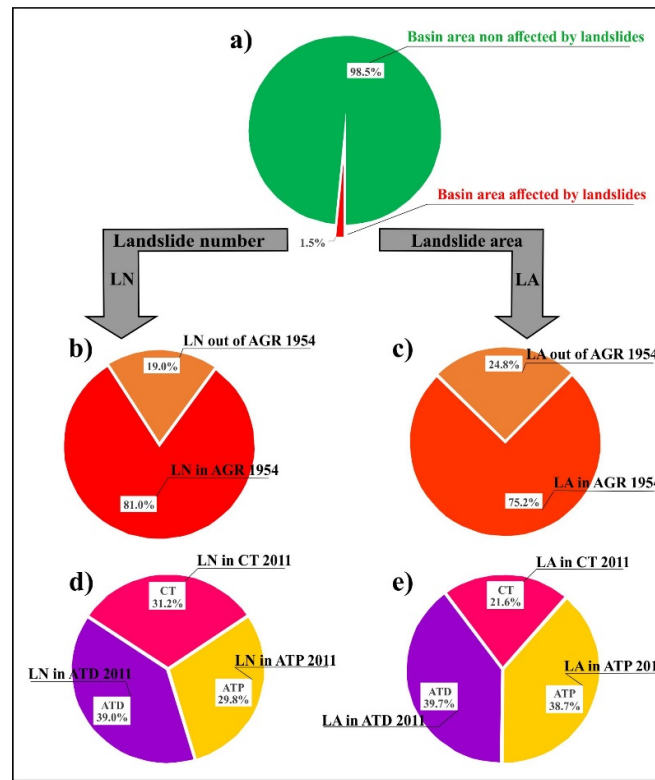 a)
Basin area non affected by landslides
98.5%
Basin area affected by landslides
1.5%
Landslide number
LN
Landslide area
LA
b)
LN out of AGR 1954
19.0%
LN in AGR 1954
81.0%
c)
LA out of AGR 1954
24.8%
LA in AGR 1954
75.2%
d)
LN in CT 2011
CT
31.2%
LN in ATP 2011
ATP
29.8%
LN in ATD 2011
ATD
39.0%
e)
LA in CT 2011
CT
21.6%
LA in ATP 201
ATP
38.7%
ATD
39.7%
LA in ATD 2011